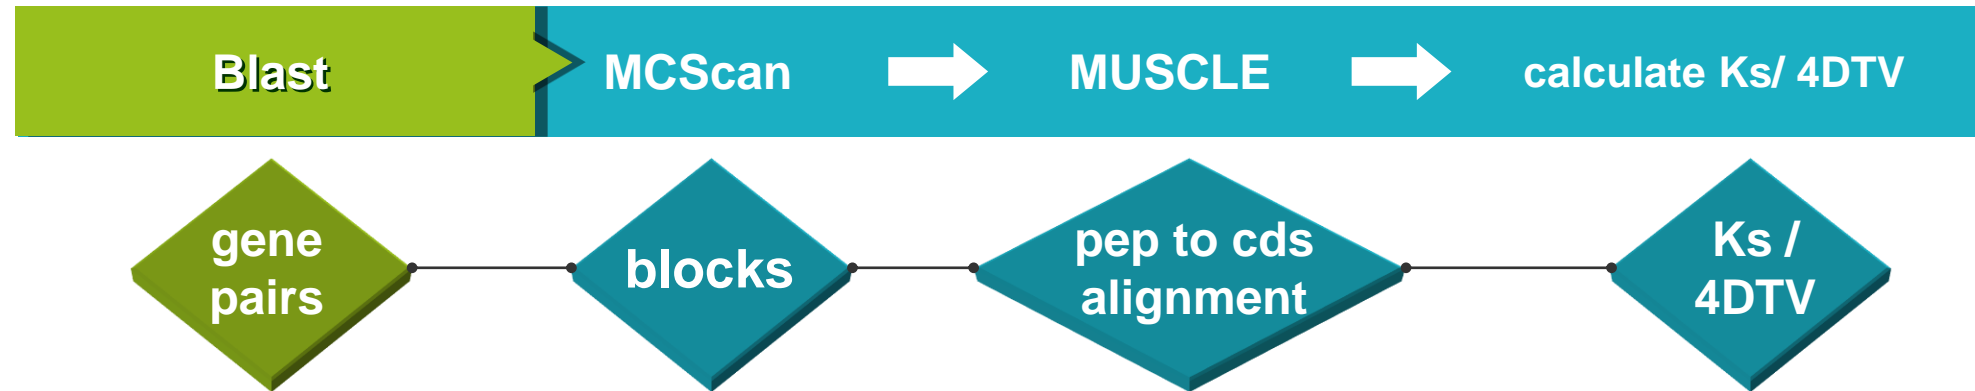 Blast
MCScan
MUSCLE
calculate Ks/ 4DTV
gene
pairs
blocks
pep to cds
alignment
Ks /
4DTV